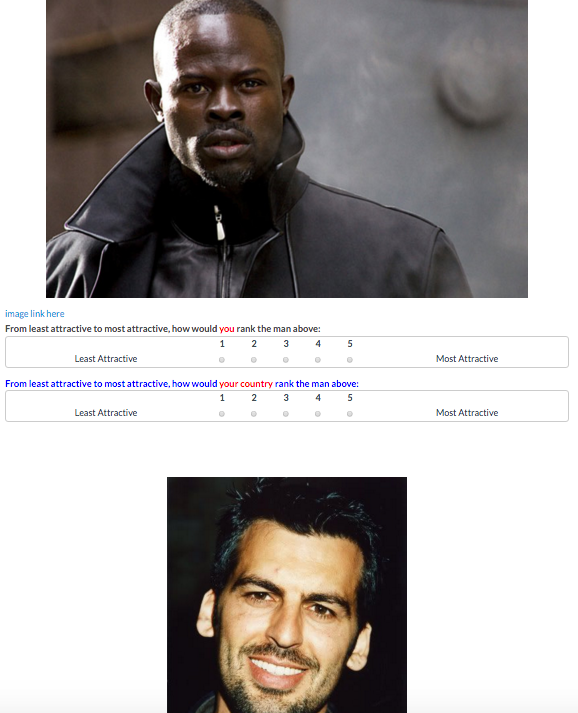 image link here
From least attractive to most attractive, how would you rank the man above:
1 2 3 4 5
Least Attractive Most Attractive
From least attractive to most attractive, how would your country rank the man above:
1 2 3 4 5
Least Attractive Most Attractive